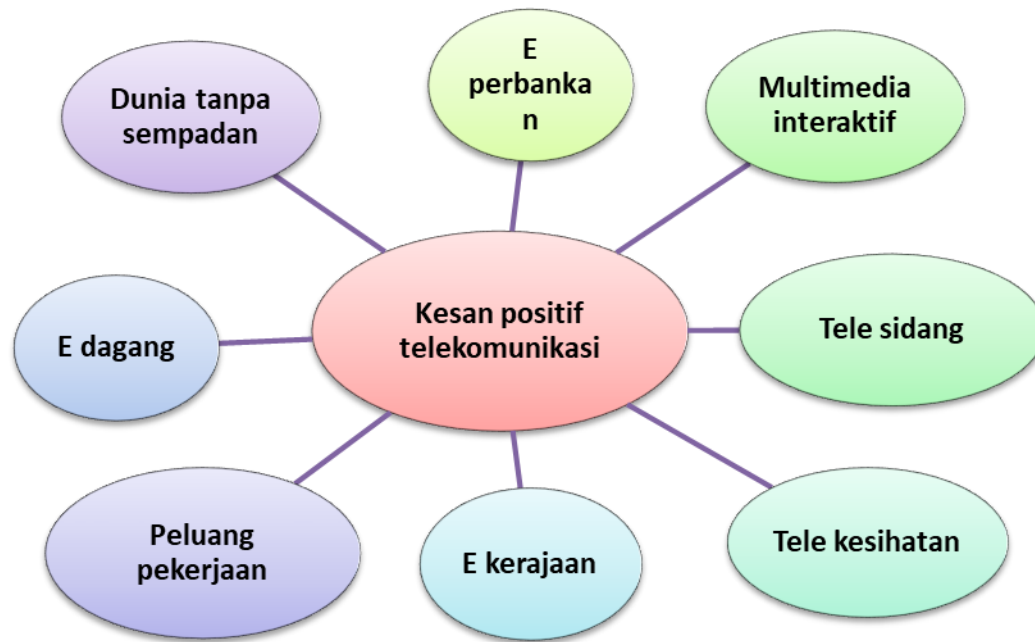 E
perbanka
n
Dunia tanpa
sempadan
Multimedia
interaktif
Kesan positif
telekomunikasi
E dagang
Tele sidang
Peluang
pekerjaan
E kerajaan
Tele kesihatan